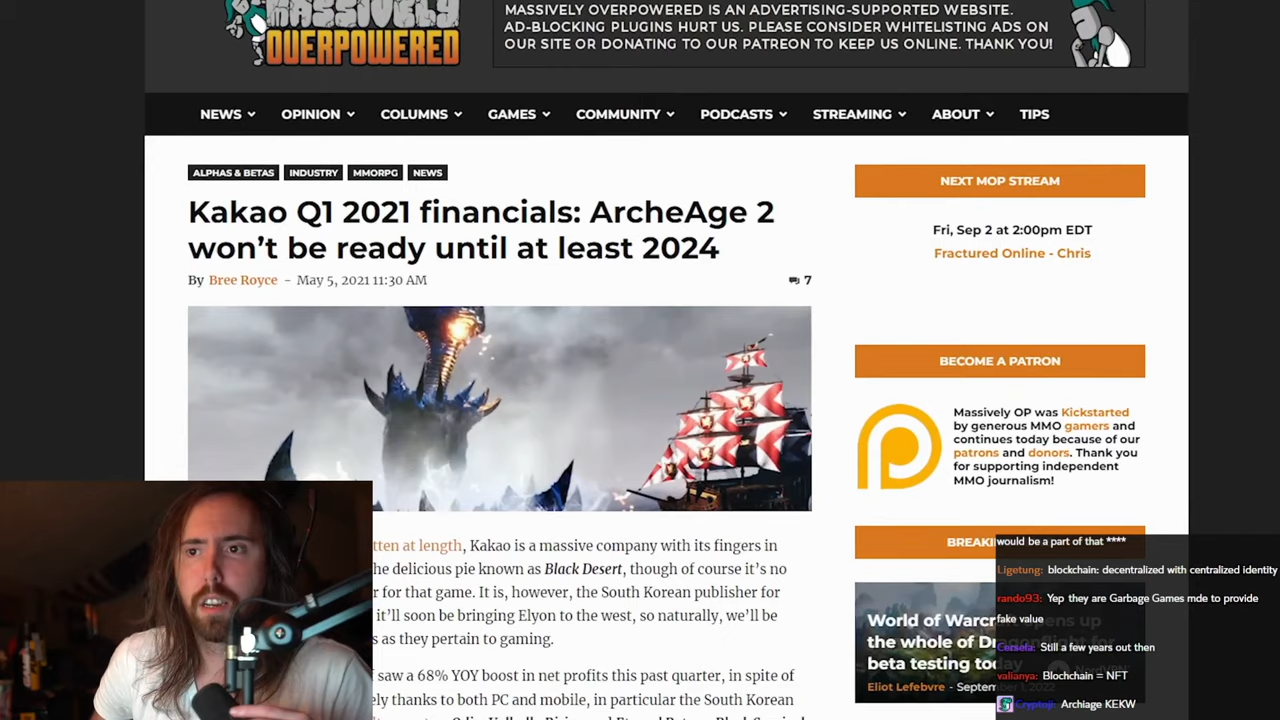 MASSIVELY
OVERPOWERED
MASSIVELY OVERPOWERED IS AN ADVERTISING-SUPPORTED WEBSITE.
AD-BLOCKING PLUGINS HURT US. PLEASE CONSIDER WHITELISTING ADS ON
OUR SITE OR DONATING TO OUR PATREON TO KEEP US ONLINE. THANK YOU!
NEWS OPINION COLUMNS GAMES COMMUNITY PODCASTS STREAMING ABOUT TIPS
ALPHAS & BETAS INDUSTRY MMORPG NEWS
Kakao Q1 2021 financials: ArcheAge 2
won't be ready until at least 2024
By Bree Royce - May 5, 2021 11:30 AM
7
tten at length, Kakao is a massive company with its fingers in
he delicious pie known as Black Desert, though of course it's no
r for that game. It is, however, the South Korean publisher for
it'll soon be bringing Elyon to the west, so naturally, we'll be
s as they pertain to gaming.
saw a 68% YOY boost in net profits this past quarter, in spite of
ely thanks to both PC and mobile, in particular the South Korean
NEXT MOP STREAM
Fri, Sep 2 at 2:00pm EDT
Fractured Online - Chris
BECOME A PATRON
Massively OP was Kickstarted
by generous MMO gamers and
continues today because of our
patrons and donors. Thank you
for supporting independent
MMO journalism!
BREAKI
World of Warcr
the whole of Dr
beta testing too
Eliot Lefebvre - Septem
would be a part of that ****
Ligetung: blockchain: decentralized with centralized identity
rando93: Yep they are Garbage Games mde to provide
fake value
Cersela: Still a few years out then
valianya: Blochchain = NFT
Cryptoji: Archiage KEKW